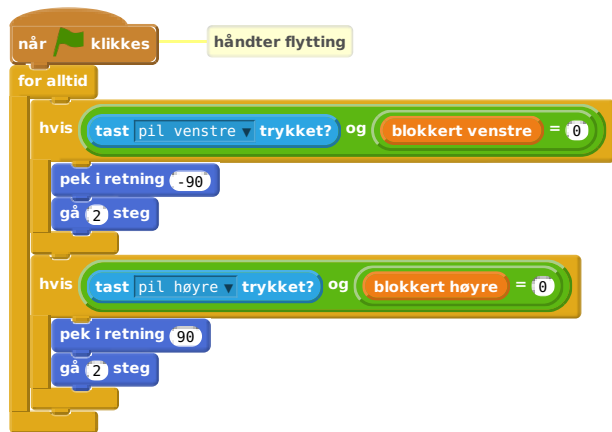 når klikkes håndter flytting
for alltid
hvis tast pil venstre trykket? og blokkert venstre = 0
pek i retning -90
gå 2 steg
hvis tast pil høyre trykket? og blokkert høyre = 0
pek i retning 90
gå 2 steg